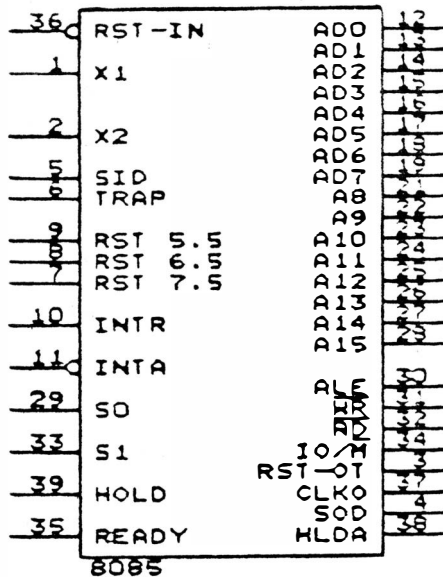 36 RST-IN
1 X1
2 X2
5 SID
6 TRAP
9 RST 5.5
8 RST 6.5
7 RST 7.5
10 INTR
11 INTA
29 S0
33 S1
39 HOLD
35 READY
AD0 12
AD1
AD2
AD3
AD4
AD5
AD6
AD7
A8
A9
A10
A11
A12
A13
A14
A15 28
ALE 30
WR
RD
IO/M
RST-OT
CLKO
SOD 4
HLDA 38
8085